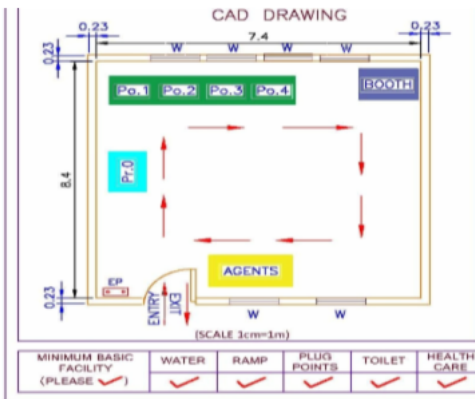 CAD DRAWING
0.23
7.4
0.23
W W W W
0.23
Po.1 Po.2 Po.3 Po.4
BOOTH
Pr.O
8.4
AGENTS
EP
0.23
ENTRY
EXIT
W W
(SCALE 1cm=1m)
MINIMUM BASIC
FACILITY
(PLEASE ✓)
WATER
RAMP
PLUG
POINTS
TOILET
HEALTH
CARE
✓ ✓ ✓ ✓ ✓